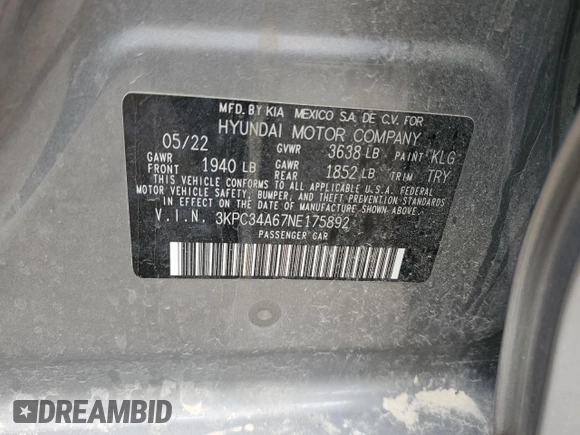 MFD. BY KIA MEXICO S.A. DE C.V. FOR
HYUNDAI MOTOR COMPANY
05/22 GVWR 3638 LB PAINT KLG
GAWR FRONT 1940 LB GAWR REAR 1852 LB TRIM TRY
THIS VEHICLE CONFORMS TO ALL APPLICABLE U.S.A. FEDERAL
MOTOR VEHICLE SAFETY, BUMPER, AND THEFT PREVENTION STANDARDS
IN EFFECT ON THE DATE OF MANUFACTURE SHOWN ABOVE.
V.I.N. 3KPC34A67NE175892
PASSENGER CAR
DREAMBID